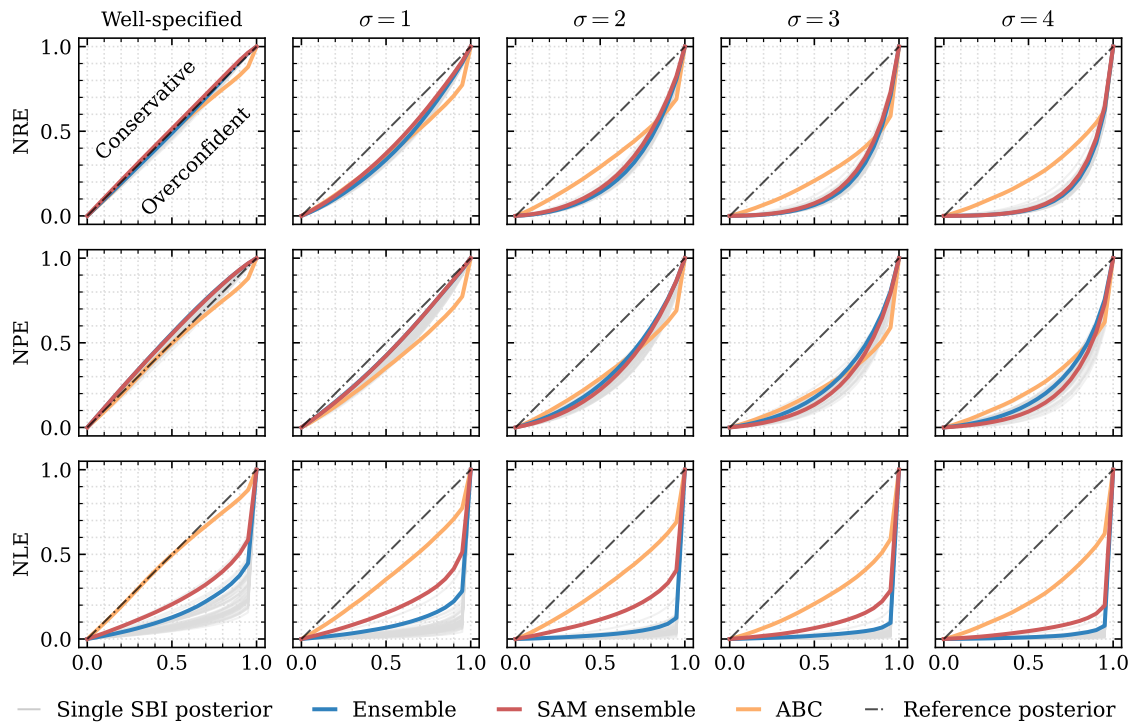 Well-specified σ = 1 σ = 2 σ = 3 σ = 4
1.0
0.5
0.0
NRE
Conservative
Overconfident
1.0
0.5
0.0
NPE
1.0
0.5
0.0
NLE
0.0 0.5 1.0 0.0 0.5 1.0 0.0 0.5 1.0 0.0 0.5 1.0 0.0 0.5 1.0
Single SBI posterior Ensemble SAM ensemble ABC Reference posterior